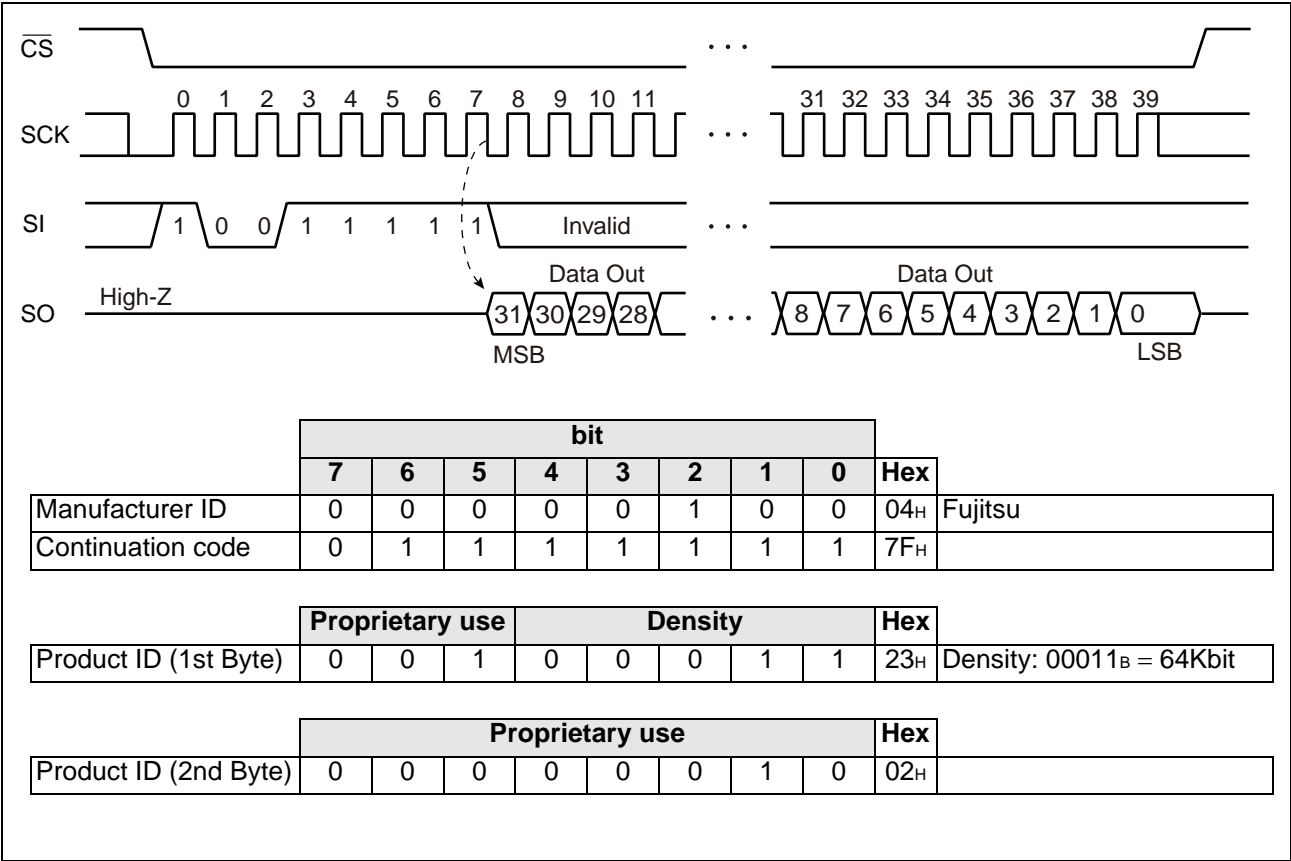 CS
SCK 0 1 2 3 4 5 6 7 8 9 10 11 ··· 31 32 33 34 35 36 37 38 39
SI 1 0 0 1 1 1 1 1 Invalid ···
Data Out Data Out
SO High-Z 31 30 29 28 ··· 8 7 6 5 4 3 2 1 0
MSB LSB
bit
7 6 5 4 3 2 1 0 Hex
Manufacturer ID 0 0 0 0 0 1 0 0 04H Fujitsu
Continuation code 0 1 1 1 1 1 1 1 7FH
Proprietary use Density Hex
Product ID (1st Byte) 0 0 1 0 0 0 1 1 23H Density: 00011B = 64Kbit
Proprietary use Hex
Product ID (2nd Byte) 0 0 0 0 0 0 1 0 02H